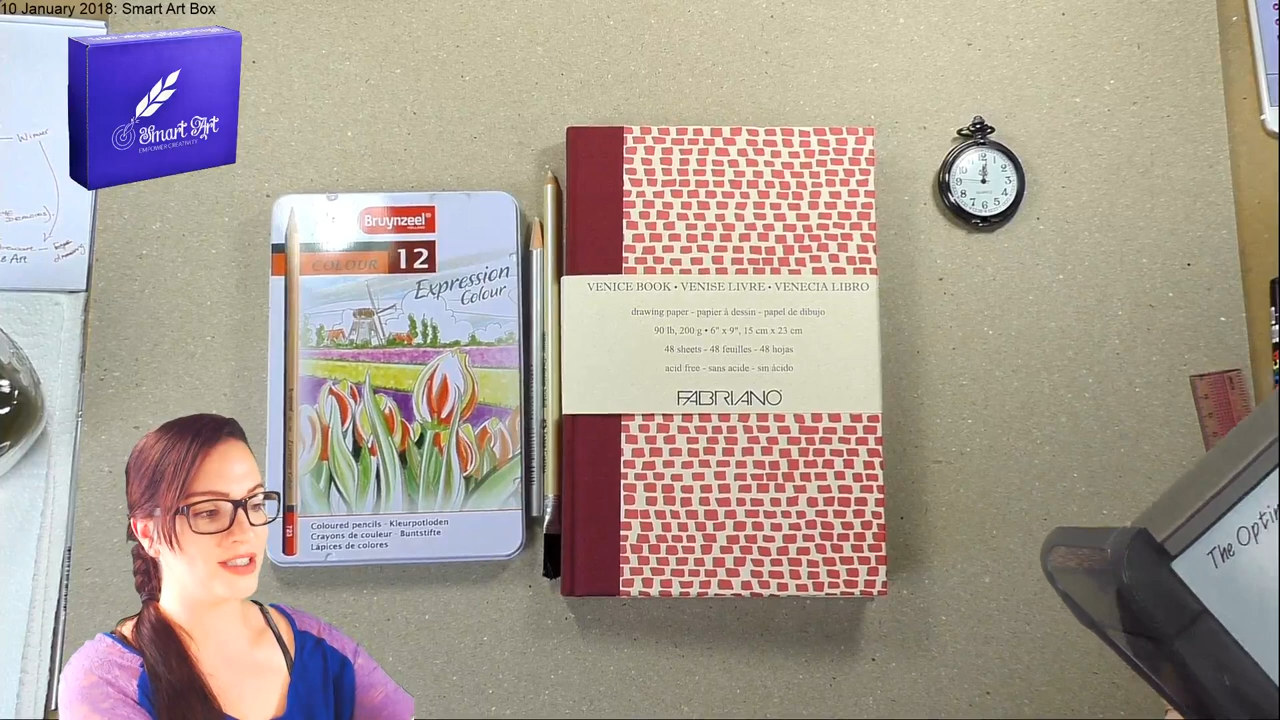 10 January 2018: Smart Art Box
Smart Art
EMPOWER CREATIVITY
Winner
Bruynzeel®
HOLLAND
COLOUR 12
Expression
Colour
Coloured pencils - Kleurpotloden
Crayons de couleur - Buntstifte
Lápices de colores
VENICE BOOK • VENISE LIVRE • VENECIA LIBRO
drawing paper - papier à dessin - papel de dibujo
90 lb, 200 g • 6" x 9", 15 cm x 23 cm
48 sheets - 48 feuilles - 48 hojas
acid free - sans acide - sin ácido
FABRIANO
The Opti